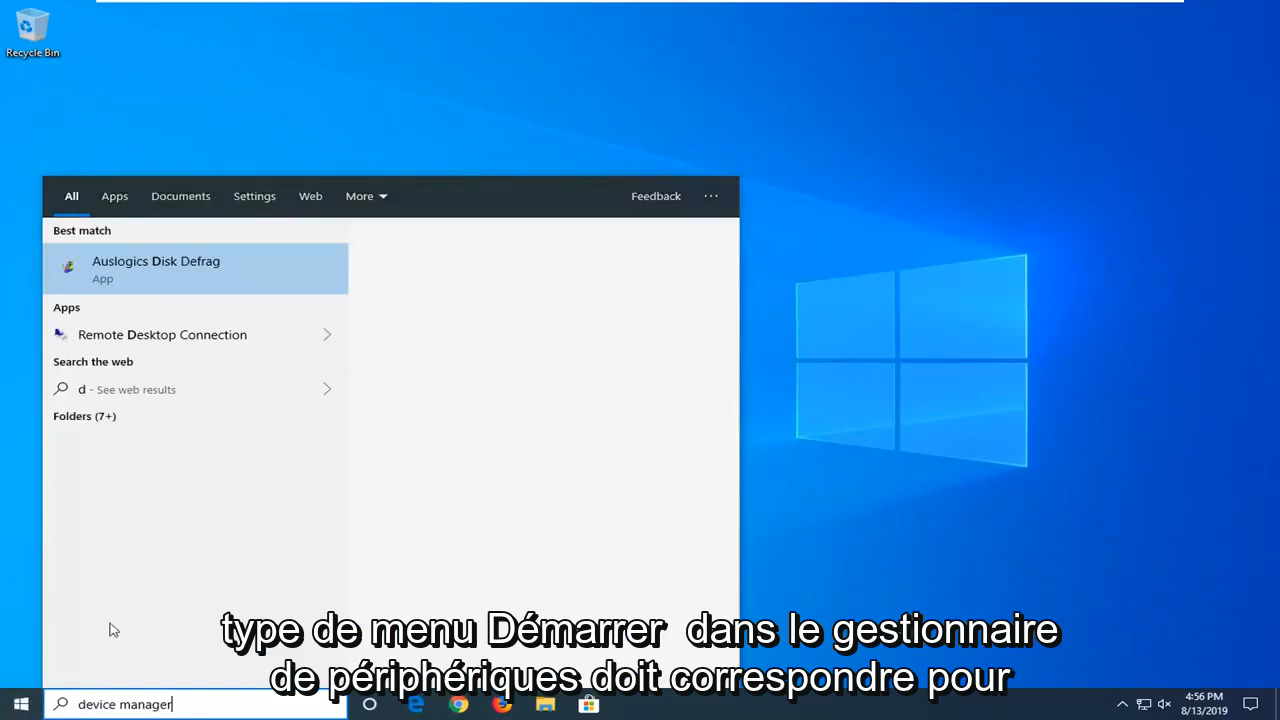 Recycle Bin
All Apps Documents Settings Web More Feedback ...
Best match
Auslogics Disk Defrag
App
Apps
Remote Desktop Connection
Search the web
d - See web results
Folders (7+)
type de menu Démarrer dans le gestionnaire
de périphériques doit correspondre pour
device manager
4:56 PM
8/13/2019